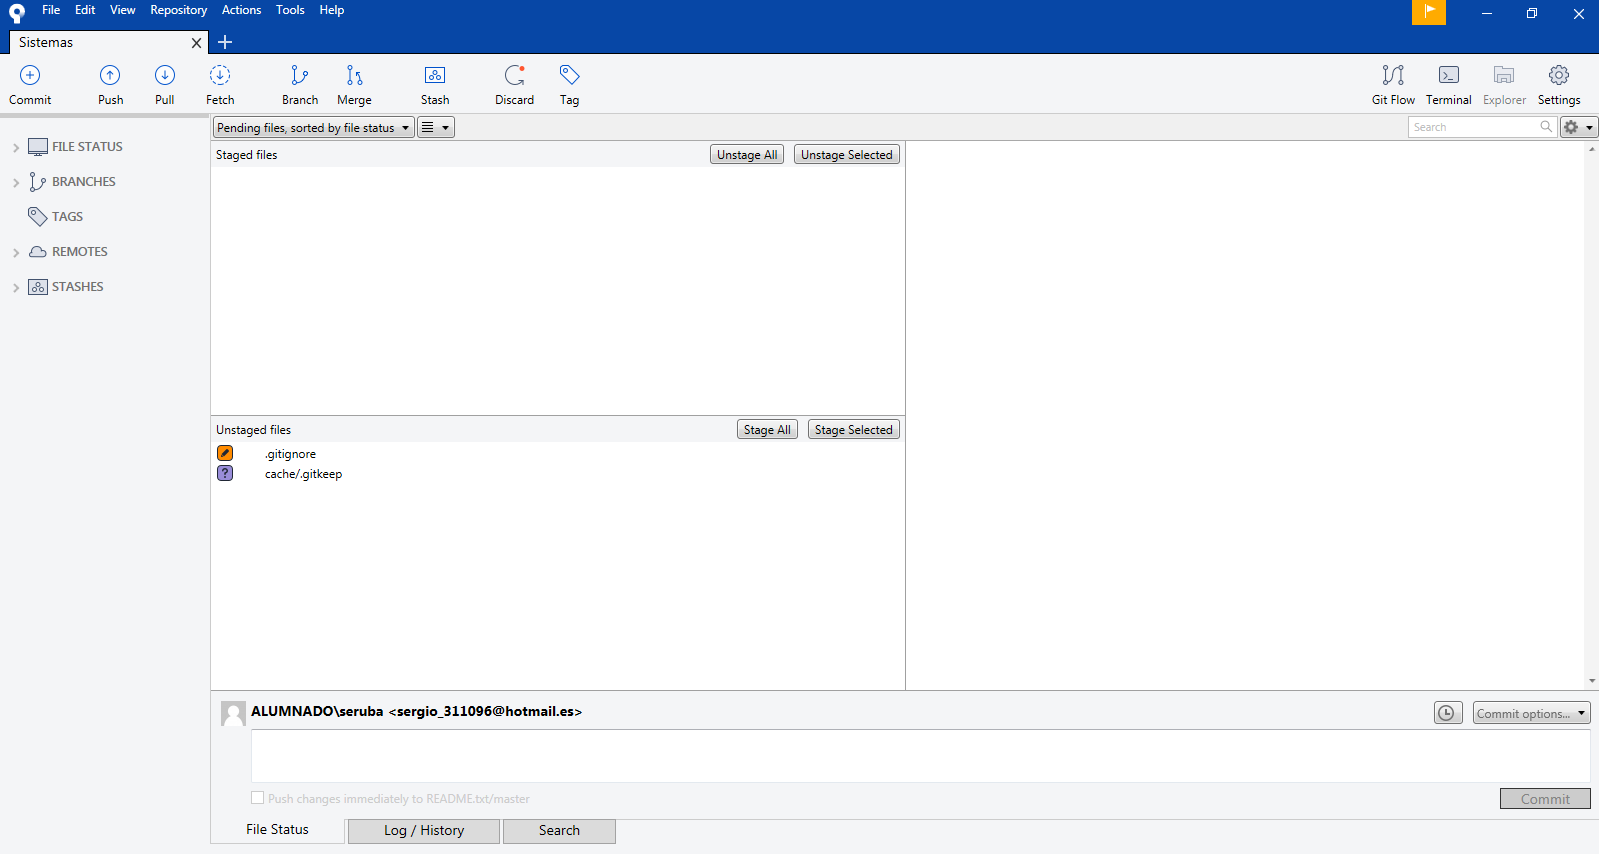 File Edit View Repository Actions Tools Help
Sistemas
Commit Push Pull Fetch Branch Merge Stash Discard Tag Git Flow Terminal Explorer Settings
Pending files, sorted by file status
Search
FILE STATUS
BRANCHES
TAGS
REMOTES
STASHES
Staged files Unstage All Unstage Selected
Unstaged files Stage All Stage Selected
.gitignore
? cache/.gitkeep
ALUMNADO\seruba <sergio_311096@hotmail.es>
Commit options...
Push changes immediately to README.txt/master
Commit
File Status Log / History Search